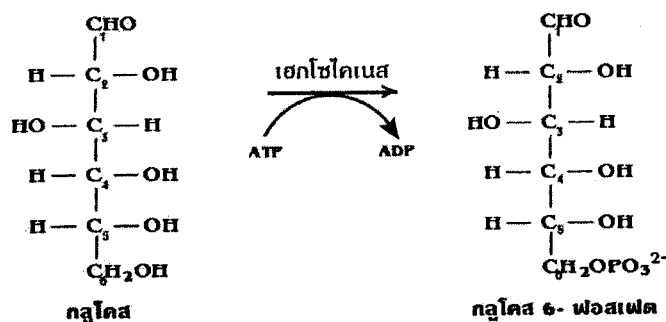 CHO CHO
H — C₂ — OH เฮกโซไคเนส H — C₂ — OH
HO — C₃ — H H
HO — C₃ — H
ATP ADP
H — C₄ — OH H — C₄ — OH
H — C₅ — OH H — C₅ — OH
C₆H₂OH CH₂OPO₃²⁻
กลูโคส กลูโคส 6- ฟอสเฟต